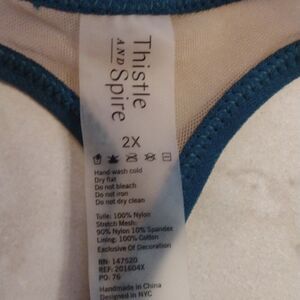 Thistle
AND
Spire
2X
Hand wash cold
Dry flat
Do not bleach
Do not iron
Do not dry clean
Tulle: 100% Nylon
Stretch Mesh:
90% Nylon 10% Spandex
Lining: 100% Cotton
Exclusive Of Decoration
RN: 147520
REF: 201604X
PO: 76
Handmade in China
Designed in NYC